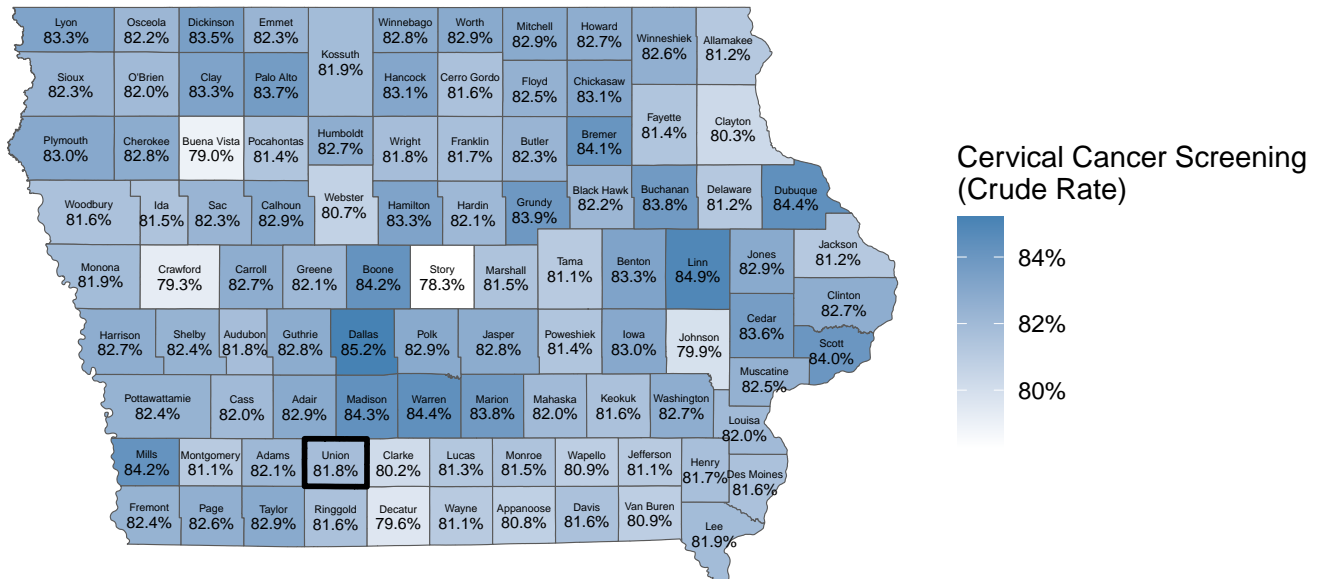 Lyon
83.3%
Osceola
82.2%
Dickinson
83.5%
Emmet
82.3%
Kossuth
81.9%
Winnebago
82.8%
Worth
82.9%
Mitchell
82.9%
Howard
82.7%
Winneshiek
82.6%
Allamakee
81.2%
Sioux
82.3%
O'Brien
82.0%
Clay
83.3%
Palo Alto
83.7%
Hancock
83.1%
Cerro Gordo
81.6%
Floyd
82.5%
Chickasaw
83.1%
Fayette
81.4%
Clayton
80.3%
Plymouth
83.0%
Cherokee
82.8%
Buena Vista
79.0%
Pocahontas
81.4%
Humboldt
82.7%
Wright
81.8%
Franklin
81.7%
Butler
82.3%
Bremer
84.1%
Woodbury
81.6%
Ida
81.5%
Sac
82.3%
Calhoun
82.9%
Webster
80.7%
Hamilton
83.3%
Hardin
82.1%
Grundy
83.9%
Black Hawk
82.2%
Buchanan
83.8%
Delaware
81.2%
Dubuque
84.4%
Monona
81.9%
Crawford
79.3%
Carroll
82.7%
Greene
82.1%
Boone
84.2%
Story
78.3%
Marshall
81.5%
Tama
81.1%
Benton
83.3%
Linn
84.9%
Jones
82.9%
Jackson
81.2%
Clinton
82.7%
Harrison
82.7%
Shelby
82.4%
Audubon
81.8%
Guthrie
82.8%
Dallas
85.2%
Polk
82.9%
Jasper
82.8%
Poweshiek
81.4%
Iowa
83.0%
Johnson
79.9%
Cedar
83.6%
Scott
84.0%
Muscatine
82.5%
Pottawattamie
82.4%
Cass
82.0%
Adair
82.9%
Madison
84.3%
Warren
84.4%
Marion
83.8%
Mahaska
82.0%
Keokuk
81.6%
Washington
82.7%
Louisa
82.0%
Mills
84.2%
Montgomery
81.1%
Adams
82.1%
Union
81.8%
Clarke
80.2%
Lucas
81.3%
Monroe
81.5%
Wapello
80.9%
Jefferson
81.1%
Henry
81.7%
Des Moines
81.6%
Fremont
82.4%
Page
82.6%
Taylor
82.9%
Ringgold
81.6%
Decatur
79.6%
Wayne
81.1%
Appanoose
80.8%
Davis
81.6%
Van Buren
80.9%
Lee
81.9%
Cervical Cancer Screening
(Crude Rate)
84%
82%
80%